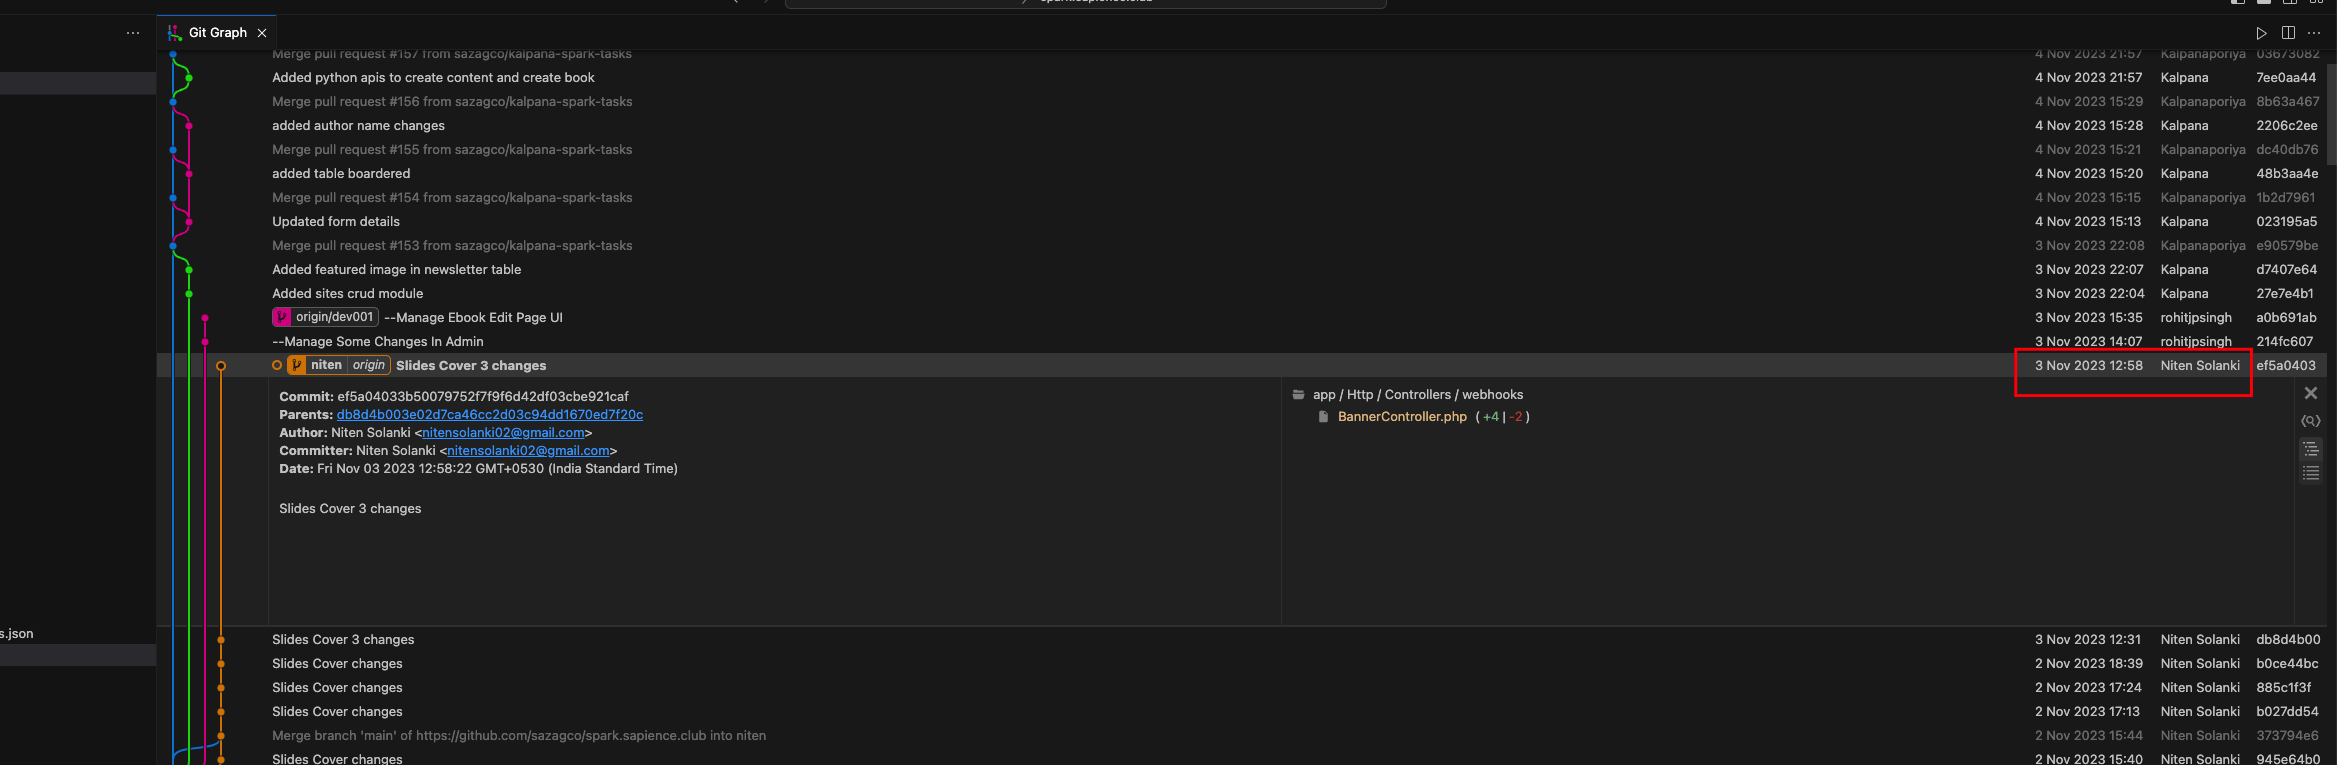 Git Graph
Merge pull request #157 from sazagco/kalpana-spark-tasks 4 Nov 2023 21:57 Kalpanaporiya 03673082
Added python apis to create content and create book 4 Nov 2023 21:57 Kalpana 7ee0aa44
Merge pull request #156 from sazagco/kalpana-spark-tasks 4 Nov 2023 15:29 Kalpanaporiya 8b63a467
added author name changes 4 Nov 2023 15:28 Kalpana 2206c2ee
Merge pull request #155 from sazagco/kalpana-spark-tasks 4 Nov 2023 15:21 Kalpanaporiya dc40db76
added table boardered 4 Nov 2023 15:20 Kalpana 48b3aa4e
Merge pull request #154 from sazagco/kalpana-spark-tasks 4 Nov 2023 15:15 Kalpanaporiya 1b2d7961
Updated form details 4 Nov 2023 15:13 Kalpana 023195a5
Merge pull request #153 from sazagco/kalpana-spark-tasks 3 Nov 2023 22:08 Kalpanaporiya e90579be
Added featured image in newsletter table 3 Nov 2023 22:07 Kalpana d7407e64
Added sites crud module 3 Nov 2023 22:04 Kalpana 27e7e4b1
origin/dev001 --Manage Ebook Edit Page UI 3 Nov 2023 15:35 rohitjpsingh a0b691ab
--Manage Some Changes In Admin 3 Nov 2023 14:07 rohitjpsingh 214fc607
niten origin Slides Cover 3 changes 3 Nov 2023 12:58 Niten Solanki ef5a0403
Commit: ef5a04033b50079752f7f9f6d42df03cbe921caf
Parents: db8d4b003e02d7ca46cc2d03c94dd1670ed7f20c
Author: Niten Solanki <nitensolanki02@gmail.com>
Committer: Niten Solanki <nitensolanki02@gmail.com>
Date: Fri Nov 03 2023 12:58:22 GMT+0530 (India Standard Time)
Slides Cover 3 changes
app / Http / Controllers / webhooks
BannerController.php ( +4 | -2 )
s.json
Slides Cover 3 changes 3 Nov 2023 12:31 Niten Solanki db8d4b00
Slides Cover changes 2 Nov 2023 18:39 Niten Solanki b0ce44bc
Slides Cover changes 2 Nov 2023 17:24 Niten Solanki 885c1f3f
Slides Cover changes 2 Nov 2023 17:13 Niten Solanki b027dd54
Merge branch 'main' of https://github.com/sazagco/spark.sapience.club into niten 2 Nov 2023 15:44 Niten Solanki 373794e6
Slides Cover changes 2 Nov 2023 15:40 Niten Solanki 945e64b0